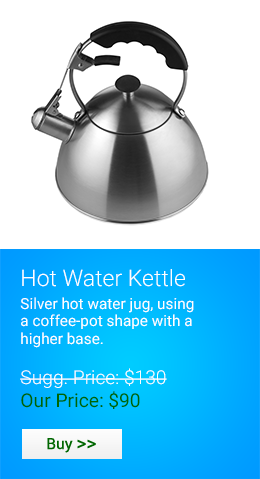 Hot Water Kettle
Silver hot water jug, using
a coffee-pot shape with a
higher base.
Sugg. Price: $130
Our Price: $90
Buy >>